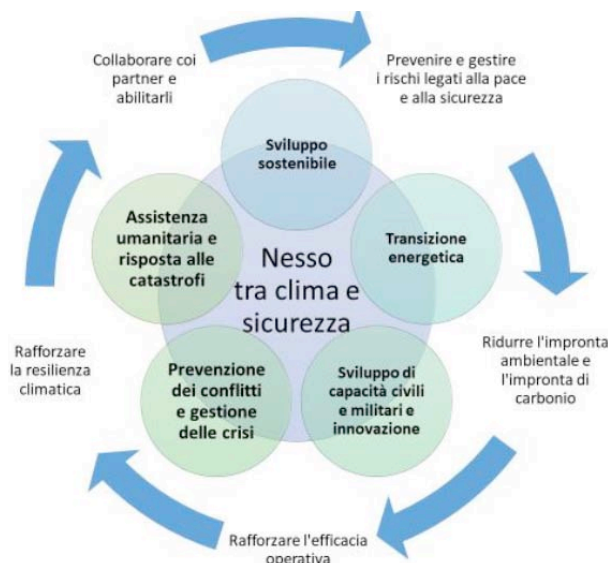 Collaborare coi
partner e
abilitarli
Prevenire e gestire
i rischi legati alla pace
e alla sicurezza
Sviluppo
sostenibile
Assistenza
umanitaria e
risposta alle
catastrofi
Transizione
energetica
Nesso
tra clima e
sicurezza
Rafforzare
la resilienza
climatica
Ridurre l'impronta
ambientale e
l'impronta di
carbonio
Prevenzione
dei conflitti
e gestione
delle crisi
Sviluppo di
capacità civili
e militari e
innovazione
Rafforzare l'efficacia
operativa